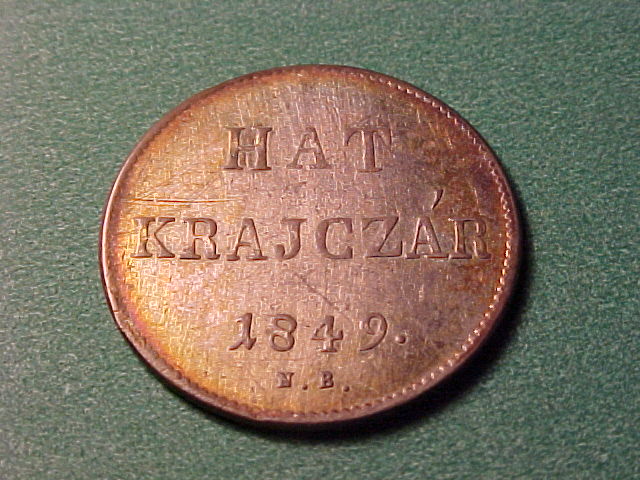 HAT
KRAJCZÁR
1849.
N.B.